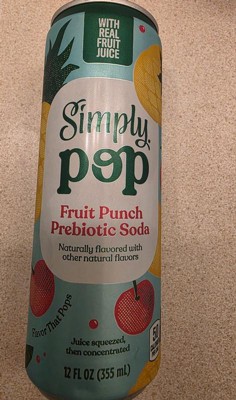 WITH
REAL
FRUIT
JUICE
Simply
pop
Fruit Punch
Prebiotic Soda
Naturally flavored with
other natural flavors
Flavor That Pops
Juice squeezed,
then concentrated
12 FL OZ (355 mL)